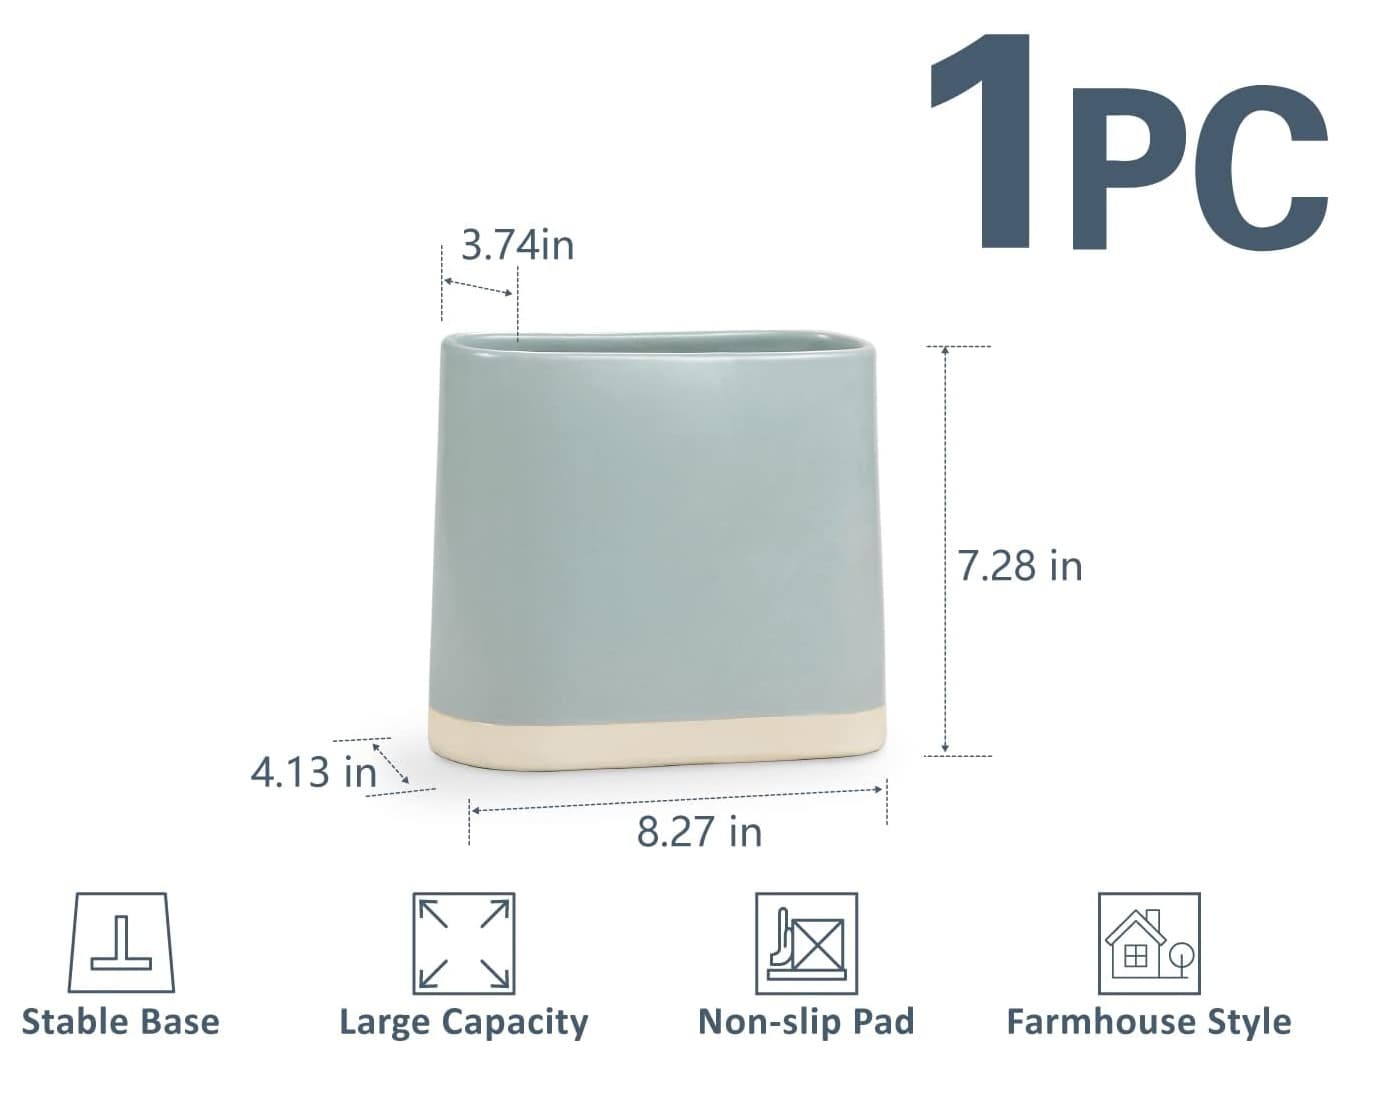 1PC
3.74in
7.28 in
4.13 in
8.27 in
Stable Base
Large Capacity
Non-slip Pad
Farmhouse Style